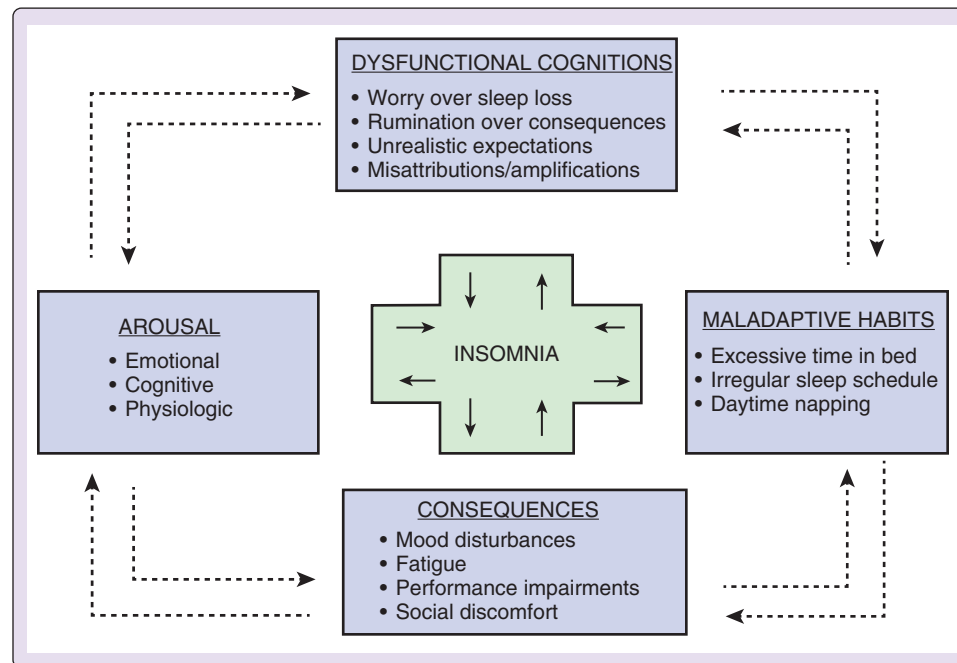 DYSFUNCTIONAL COGNITIONS
• Worry over sleep loss
• Rumination over consequences
• Unrealistic expectations
• Misattributions/amplifications
AROUSAL
• Emotional
• Cognitive
• Physiologic
INSOMNIA
MALADAPTIVE HABITS
• Excessive time in bed
• Irregular sleep schedule
• Daytime napping
CONSEQUENCES
• Mood disturbances
• Fatigue
• Performance impairments
• Social discomfort